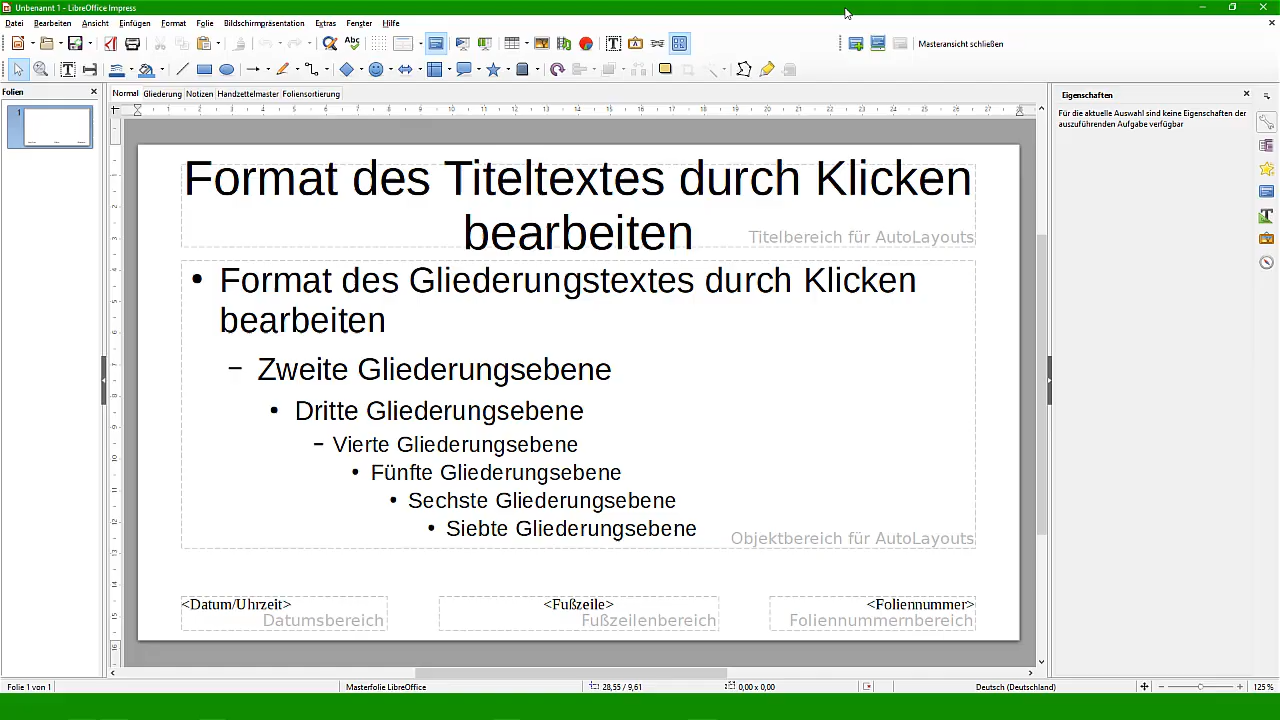 Unbenannt 1 - LibreOffice Impress
Datei Bearbeiten Ansicht Einfügen Format Folie Bildschirmpräsentation Extras Fenster Hilfe
Masteransicht schließen
Folien
Normal Gliederung Notizen Handzettelmaster Foliensortierung
Eigenschaften
Für die aktuelle Auswahl sind keine Eigenschaften der
auszuführenden Aufgabe verfügbar
1
Format des Titeltextes durch Klicken
bearbeiten
Titelbereich für AutoLayouts
• Format des Gliederungstextes durch Klicken
bearbeiten
– Zweite Gliederungsebene
• Dritte Gliederungsebene
– Vierte Gliederungsebene
• Fünfte Gliederungsebene
• Sechste Gliederungsebene
• Siebte Gliederungsebene
Objektbereich für AutoLayouts
<Datum/Uhrzeit> <Fußzeile> <Foliennummer>
Datumsbereich Fußzeilenbereich Foliennummernbereich
Folie 1 von 1 Masterfolie LibreOffice 28,55 / 9,61 0,00 x 0,00 Deutsch (Deutschland) 125 %